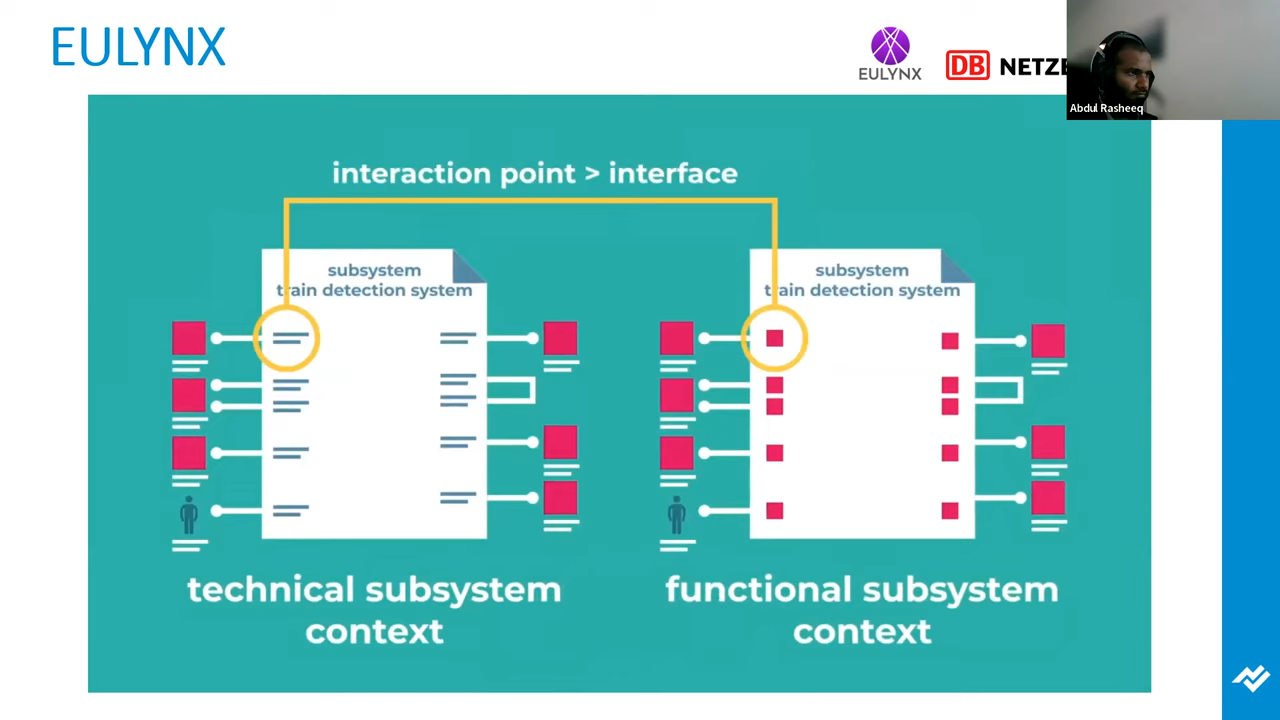 EULYNX
EULYNX
DB NETZE
Abdul Rasheeq
interaction point > interface
subsystem
train detection system
subsystem
train detection system
technical subsystem
context
functional subsystem
context